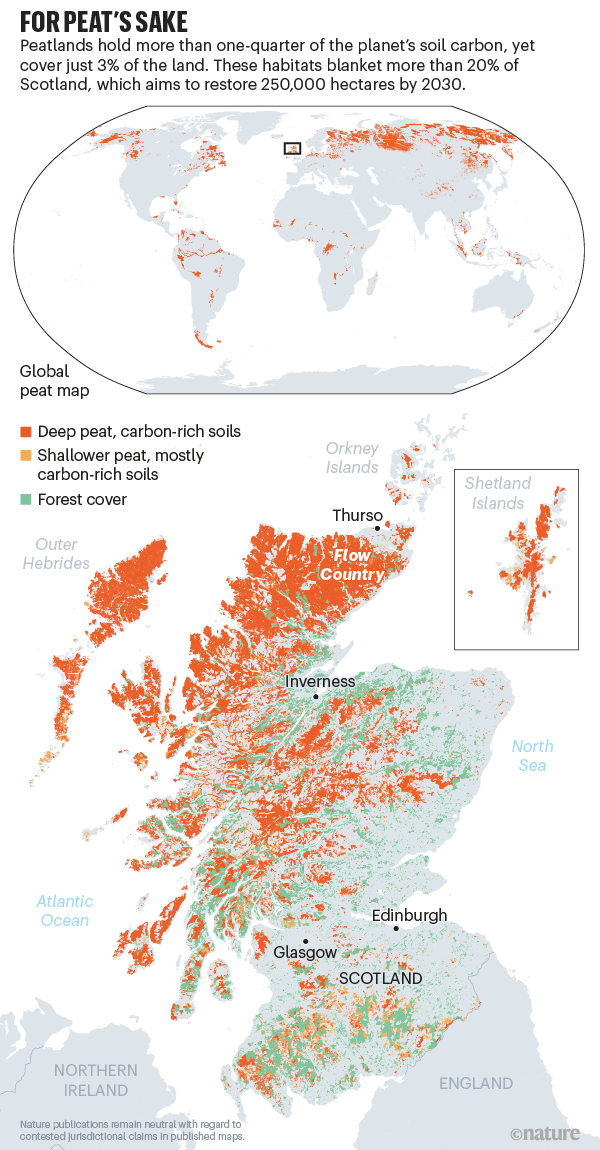 FOR PEAT'S SAKE
Peatlands hold more than one-quarter of the planet's soil carbon, yet
cover just 3% of the land. These habitats blanket more than 20% of
Scotland, which aims to restore 250,000 hectares by 2030.
Global
peat map
Deep peat, carbon-rich soils
Shallower peat, mostly
carbon-rich soils
Forest cover
Orkney
Islands
Shetland
Islands
Thurso
Outer
Hebrides
Flow
Country
Inverness
North
Sea
Atlantic
Ocean
Edinburgh
Glasgow
SCOTLAND
NORTHERN
IRELAND
ENGLAND
Nature publications remain neutral with regard to
contested jurisdictional claims in published maps.
©nature